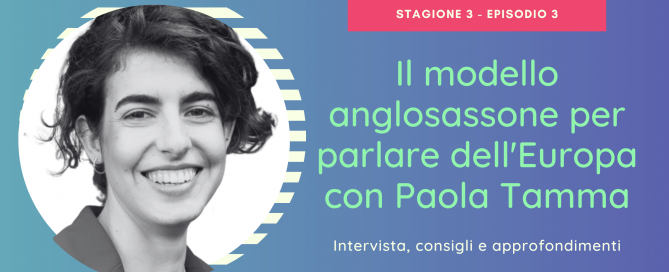 STAGIONE 3 - EPISODIO 3
Il modello
anglosassone per
parlare dell'Europa
con Paola Tamma
Intervista, consigli e approfondimenti